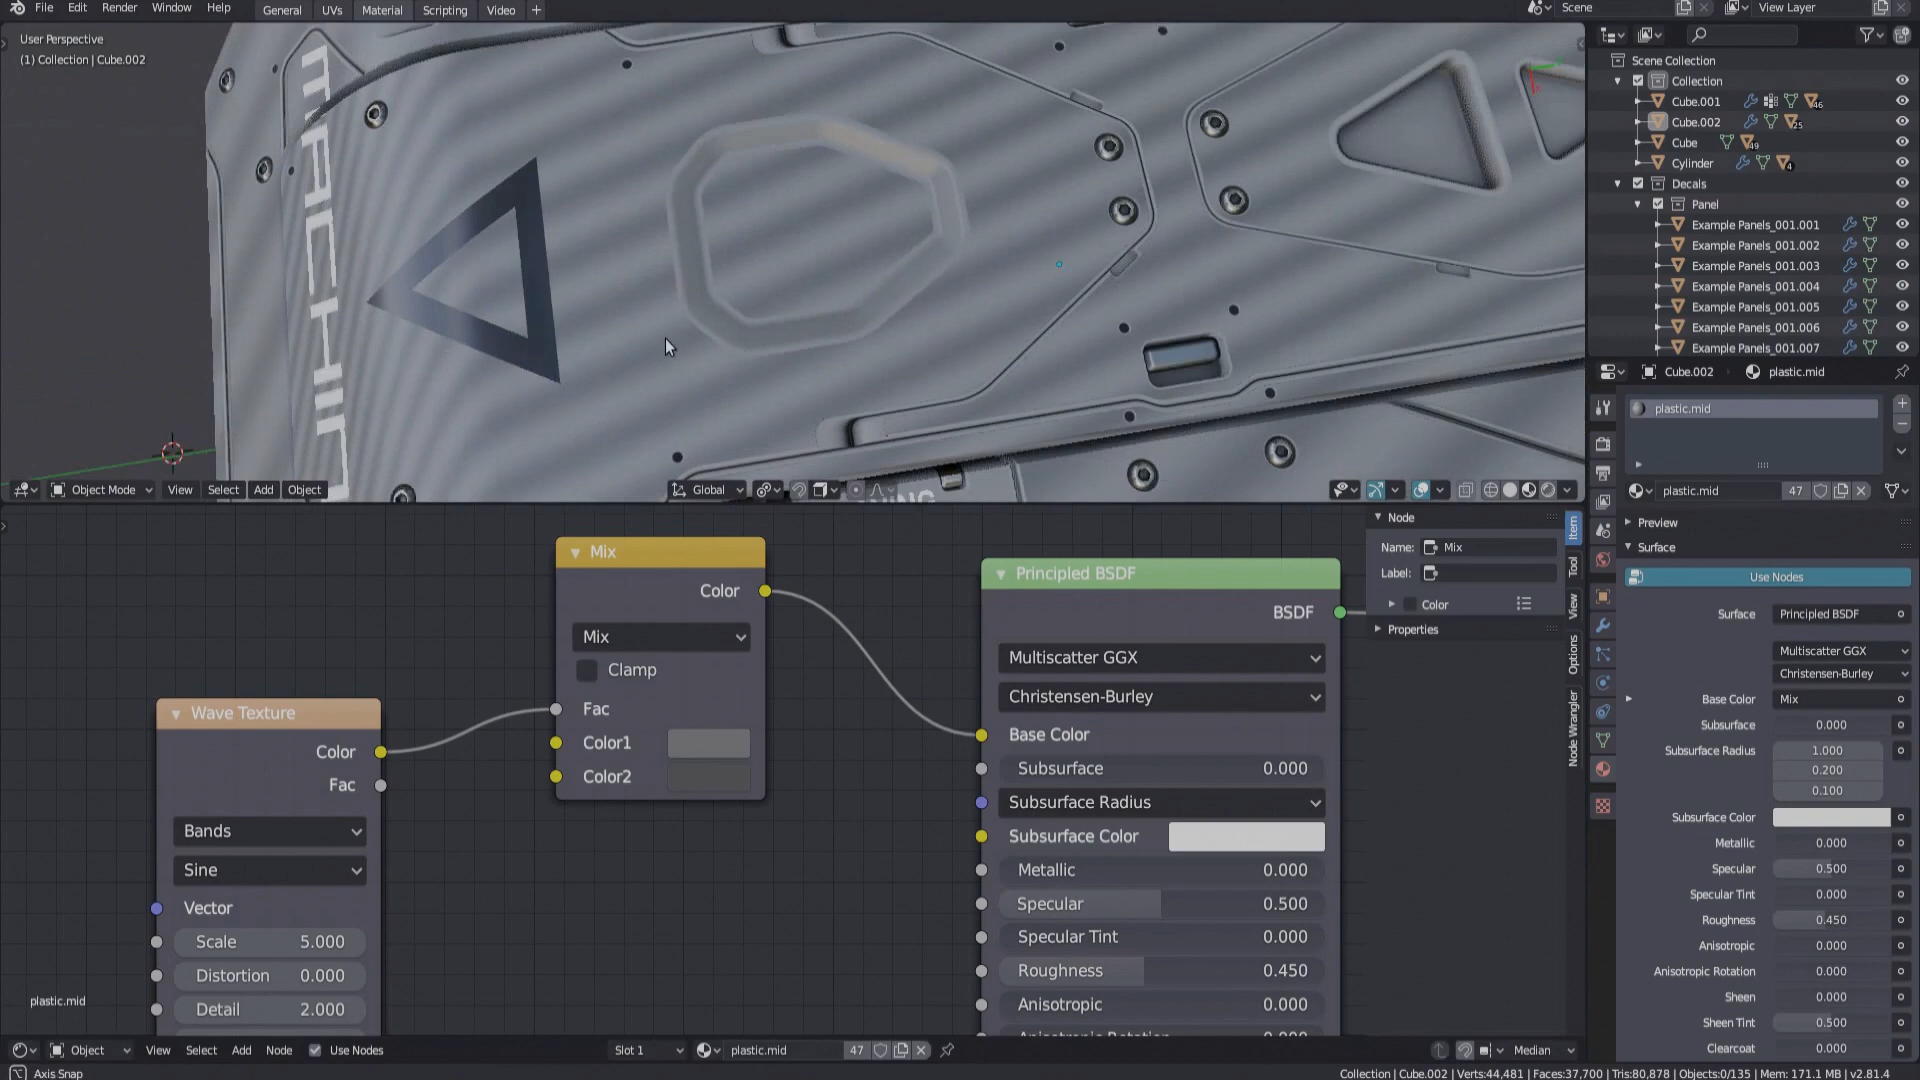 File Edit Render Window Help General UVs Material Scripting Video + Scene View Layer
User Perspective
(1) Collection | Cube.002
MACHIN
Object Mode View Select Add Object Global
Scene Collection
Collection
Cube.001 46
Cube.002 25
Cube 49
Cylinder 4
Decals
Panel
Example Panels_001.001
Example Panels_001.002
Example Panels_001.003
Example Panels_001.004
Example Panels_001.005
Example Panels_001.006
Example Panels_001.007
Cube.002 plastic.mid
plastic.mid
plastic.mid 47
Preview
Surface
Use Nodes
Surface Principled BSDF
Multiscatter GGX
Christensen-Burley
Base Color Mix
Subsurface 0.000
Subsurface Radius 1.000
0.200
0.100
Subsurface Color
Metallic 0.000
Specular 0.500
Specular Tint 0.000
Roughness 0.450
Anisotropic 0.000
Anisotropic Rotation 0.000
Sheen 0.000
Sheen Tint 0.500
Clearcoat 0.000
Wave Texture
Color
Fac
Bands
Sine
Vector
Scale 5.000
Distortion 0.000
Detail 2.000
plastic.mid
Mix
Color
Mix
Clamp
Fac
Color1
Color2
Principled BSDF
BSDF
Multiscatter GGX
Christensen-Burley
Base Color
Subsurface 0.000
Subsurface Radius
Subsurface Color
Metallic 0.000
Specular 0.500
Specular Tint 0.000
Roughness 0.450
Anisotropic 0.000
Node
Name: Mix
Label:
Color
Properties
Item
Tool
View
Options
Node Wrangler
Object View Select Add Node Use Nodes Slot 1 plastic.mid 47 Median
Axis Snap
Collection | Cube.002 | Verts:44,481 | Faces:37,700 | Tris:80,878 | Objects:0/135 | Mem: 171.1 MB | v2.81.4